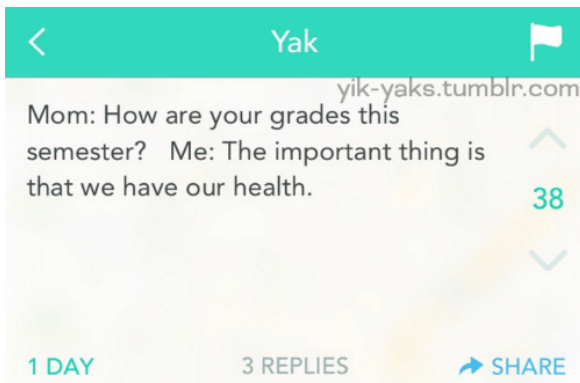 Yak
yik-yaks.tumblr.com
Mom: How are your grades this
semester?   Me: The important thing is
that we have our health.
38
1 DAY
3 REPLIES
SHARE